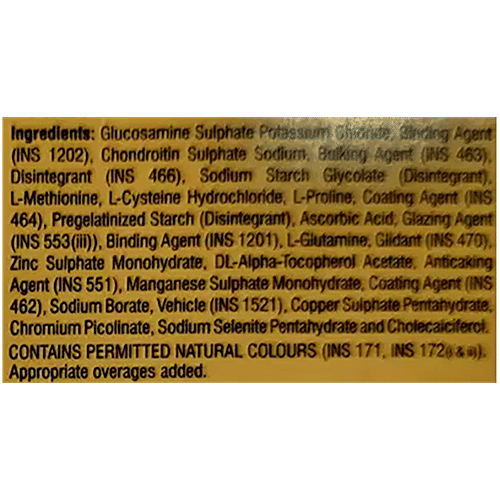 Ingredients: Glucosamine Sulphate Potassium Chloride, Binding Agent
(INS 1202), Chondroitin Sulphate Sodium, Bulking Agent (INS 463),
Disintegrant (INS 466), Sodium Starch Glycolate (Disintegrant),
L-Methionine, L-Cysteine Hydrochloride, L-Proline, Coating Agent (INS
464), Pregelatinized Starch (Disintegrant), Ascorbic Acid, Glazing Agent
(INS 553(iii)), Binding Agent (INS 1201), L-Glutamine, Glidant (INS 470),
Zinc Sulphate Monohydrate, DL-Alpha-Tocopherol Acetate, Anticaking
Agent (INS 551), Manganese Sulphate Monohydrate, Coating Agent (INS
462), Sodium Borate, Vehicle (INS 1521), Copper Sulphate Pentahydrate,
Chromium Picolinate, Sodium Selenite Pentahydrate and Cholecalciferol.
CONTAINS PERMITTED NATURAL COLOURS (INS 171, INS 172(i & iii)).
Appropriate overages added.